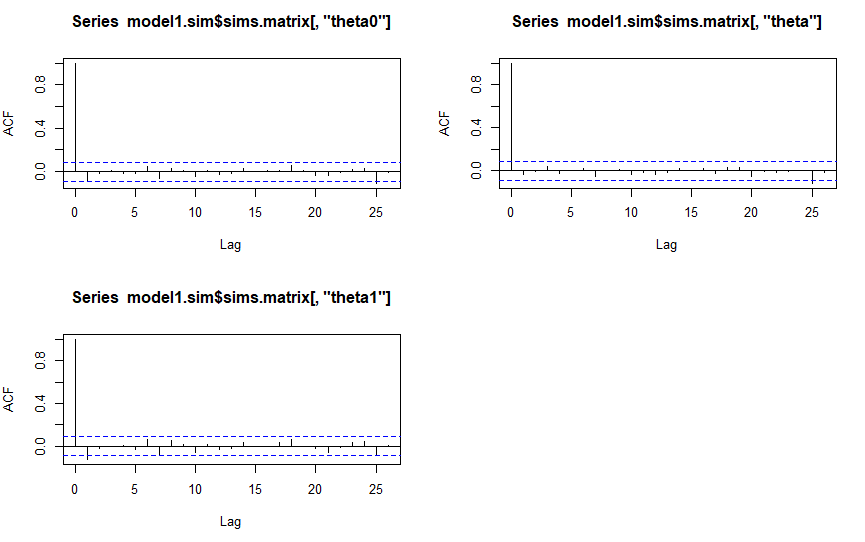 Series  model1.sim$sims.matrix[, "theta0"]
ACF
0.0 0.4 0.8
0 5 10 15 20 25
Lag
Series  model1.sim$sims.matrix[, "theta"]
ACF
0.0 0.4 0.8
0 5 10 15 20 25
Lag
Series  model1.sim$sims.matrix[, "theta1"]
ACF
0.0 0.4 0.8
0 5 10 15 20 25
Lag